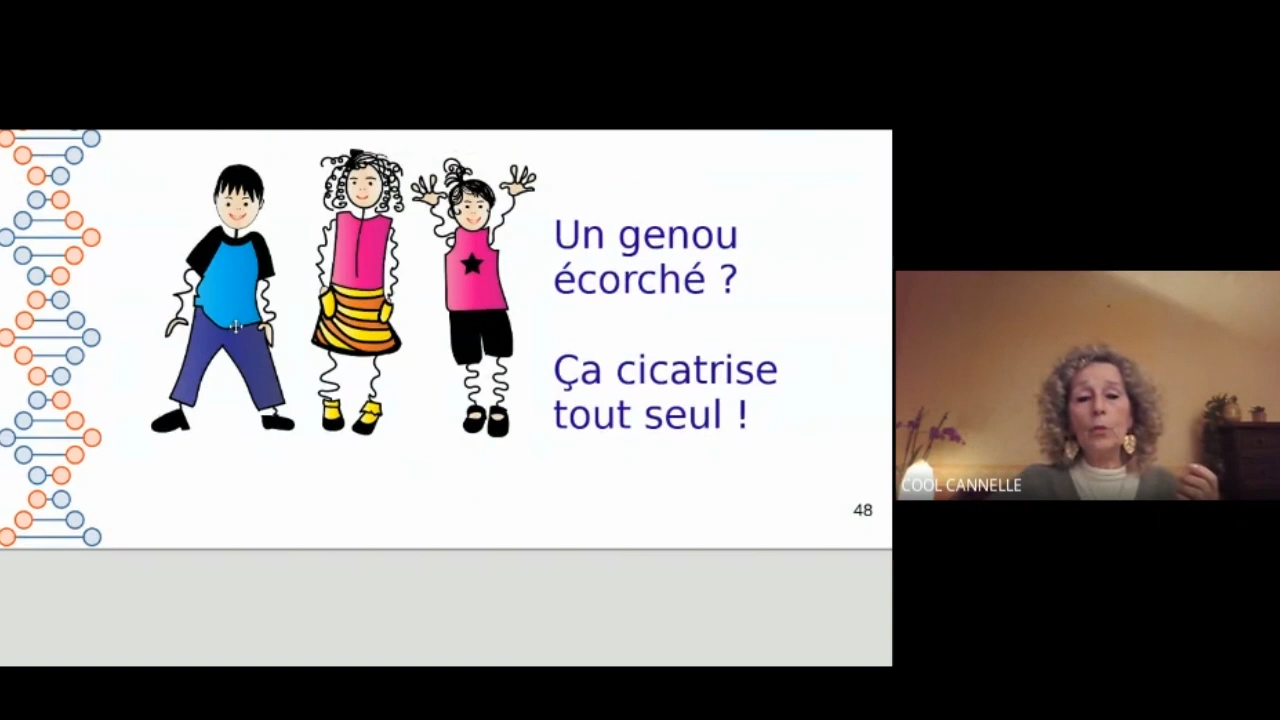 Un genou
écorché ?
Ça cicatrise
tout seul !
48
COOL CANNELLE